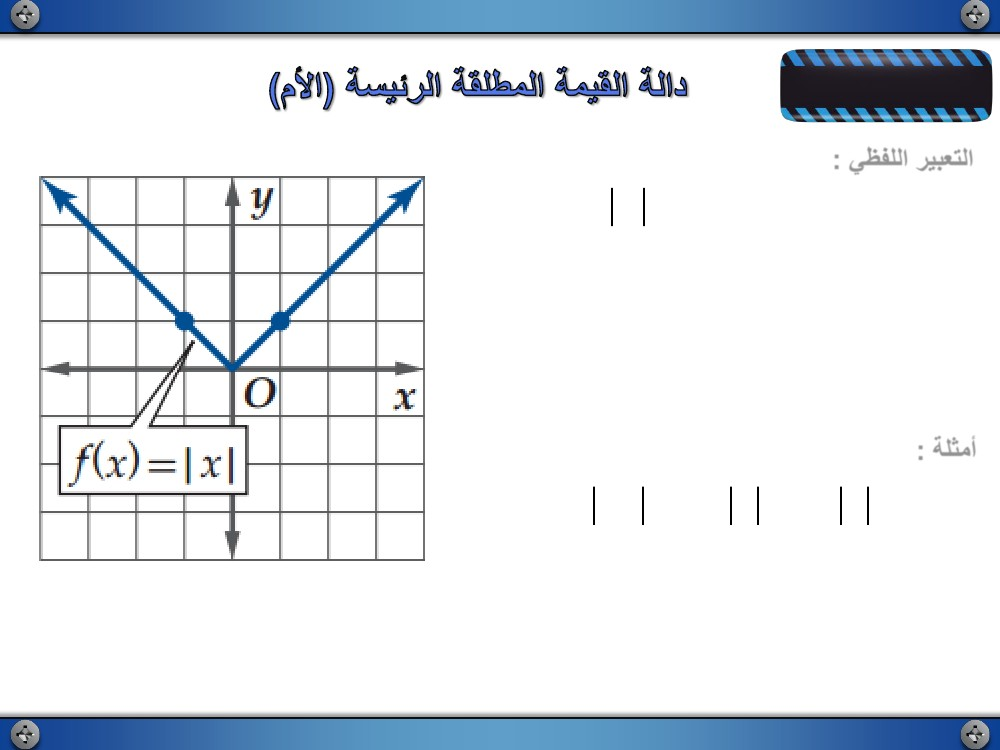 دالة القيمة المطلقة الرئيسة (الأم)
التعبير اللفظي :
| |
y
O
x
f(x)=|x|
أمثلة :
| | | | | |